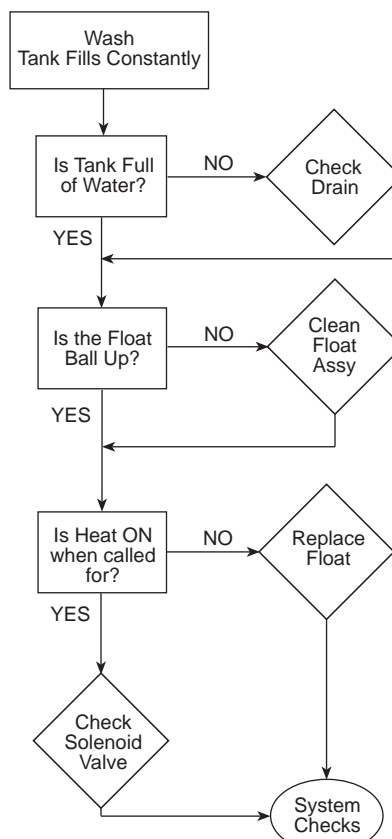 Wash
Tank Fills Constantly
Is Tank Full
of Water?
NO
Check
Drain
YES
Is the Float
Ball Up?
NO
Clean
Float
Assy
YES
Is Heat ON
when called
for?
NO
Replace
Float
YES
Check
Solenoid
Valve
System
Checks